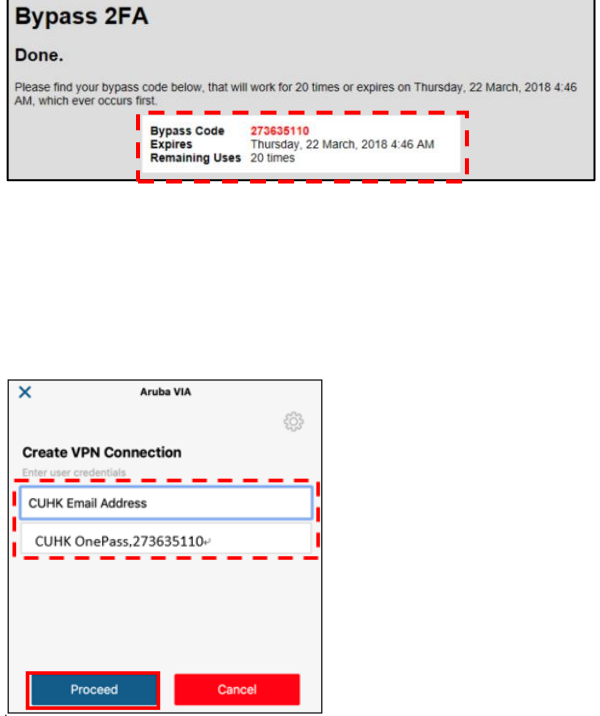 Bypass 2FA
Done.
Please find your bypass code below, that will work for 20 times or expires on Thursday, 22 March, 2018 4:46
AM, which ever occurs first.
Bypass Code 273635110
Expires Thursday, 22 March, 2018 4:46 AM
Remaining Uses 20 times
Aruba VIA
Create VPN Connection
Enter user credentials
CUHK Email Address
CUHK OnePass,273635110↵
Proceed Cancel